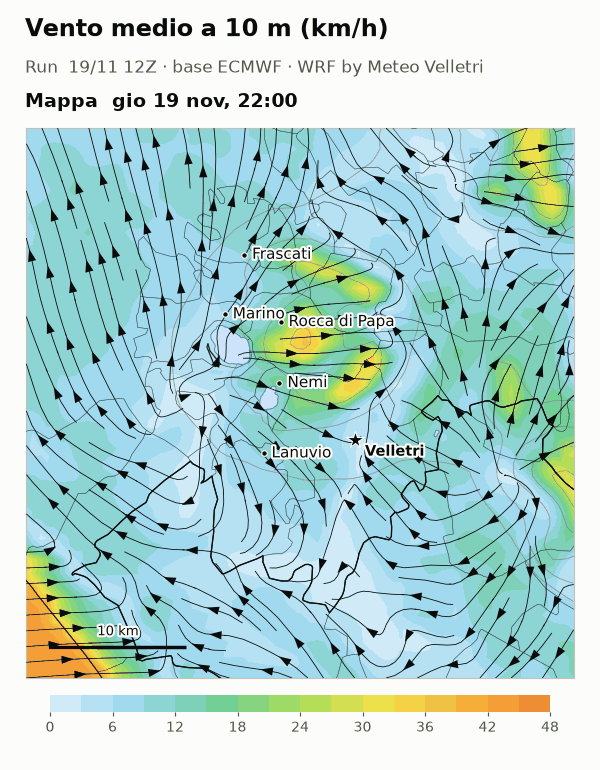 Vento medio a 10 m (km/h)
Run  19/11 12Z · base ECMWF · WRF by Meteo Velletri
Mappa  gio 19 nov, 22:00
Frascati
Marino
Rocca di Papa
Nemi
Velletri
Lanuvio
10 km
0 6 12 18 24 30 36 42 48